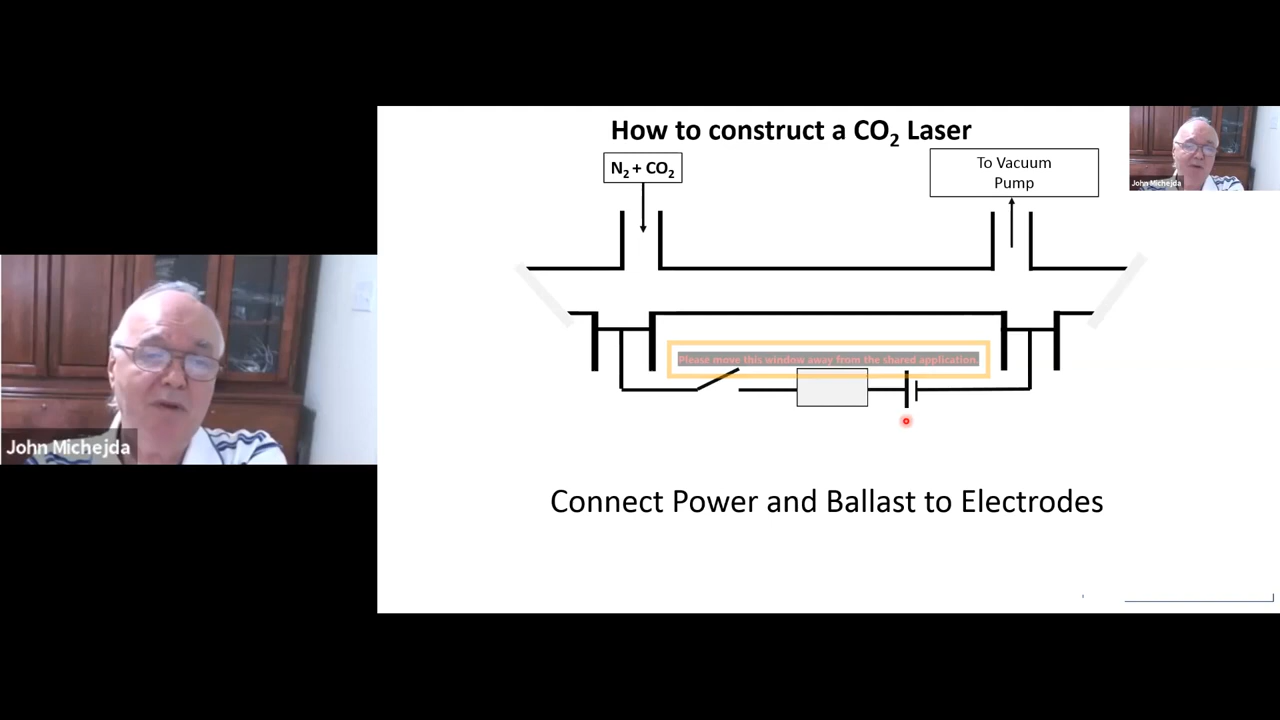 How to construct a CO₂ Laser
N₂ + CO₂
To Vacuum
Pump
John Michejda
Please move this window away from the shared application.
John Michejda
Connect Power and Ballast to Electrodes